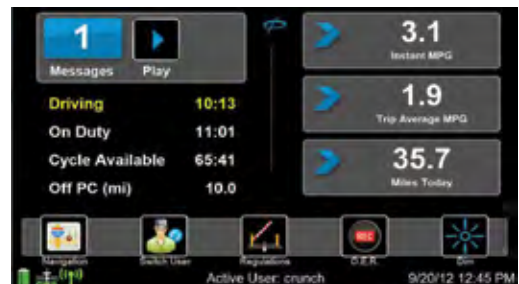 1
Messages
Play
Driving 10:13
On Duty 11:01
Cycle Available 65:41
Off PC (mi) 10.0
3.1
Instant MPG
1.9
Trip Average MPG
35.7
Miles Today
Navigation
Switch User
Regulations
REC
D.E.R.
Dim
Active User: crunch
9/20/12 12:45 PM